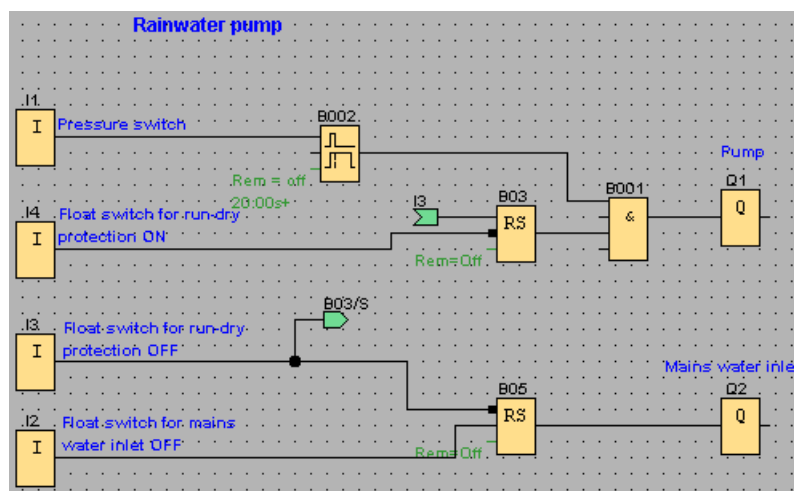 Rainwater pump
I1
I
Pressure switch
B002
Rem = off
20:00s+
Pump
Q1
Q
B001
&
I3
B03
RS
Rem=Off
I4
I
Float switch for run-dry
protection ON
B03/S
I3
I
Float switch for run-dry
protection OFF
Mains water inle
B05
RS
Rem=Off
Q2
Q
I2
I
Float switch for mains
water inlet OFF